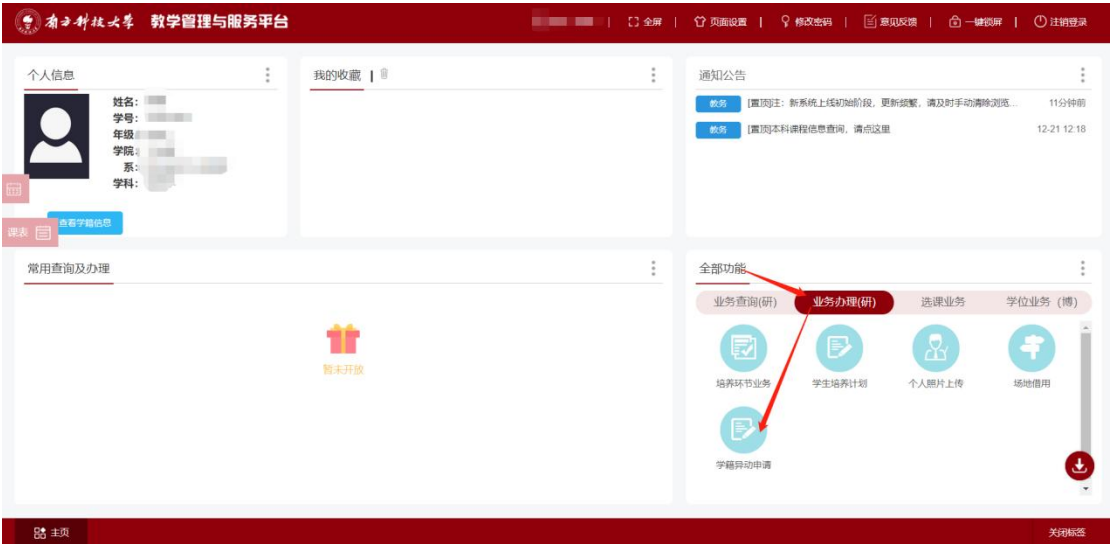 南方科技大学 教学管理与服务平台
全屏 | 页面设置 | 修改密码 | 意见反馈 | 一键锁屏 | 注销登录
个人信息
姓名:
学号:
年级:
学院:
系:
学科:
查看学籍信息
课表
我的收藏 |
通知公告
教务 [置顶]注：新系统上线初始阶段，更新频繁，请及时手动清除浏览... 11分钟前
教务 [置顶]本科课程信息查询，请点这里 12-21 12:18
常用查询及办理
暂未开放
全部功能
业务查询(研) 业务办理(研) 选课业务 学位业务 (博)
培养环节业务 学生培养计划 个人照片上传 场地借用
学籍异动申请
主页 关闭标签